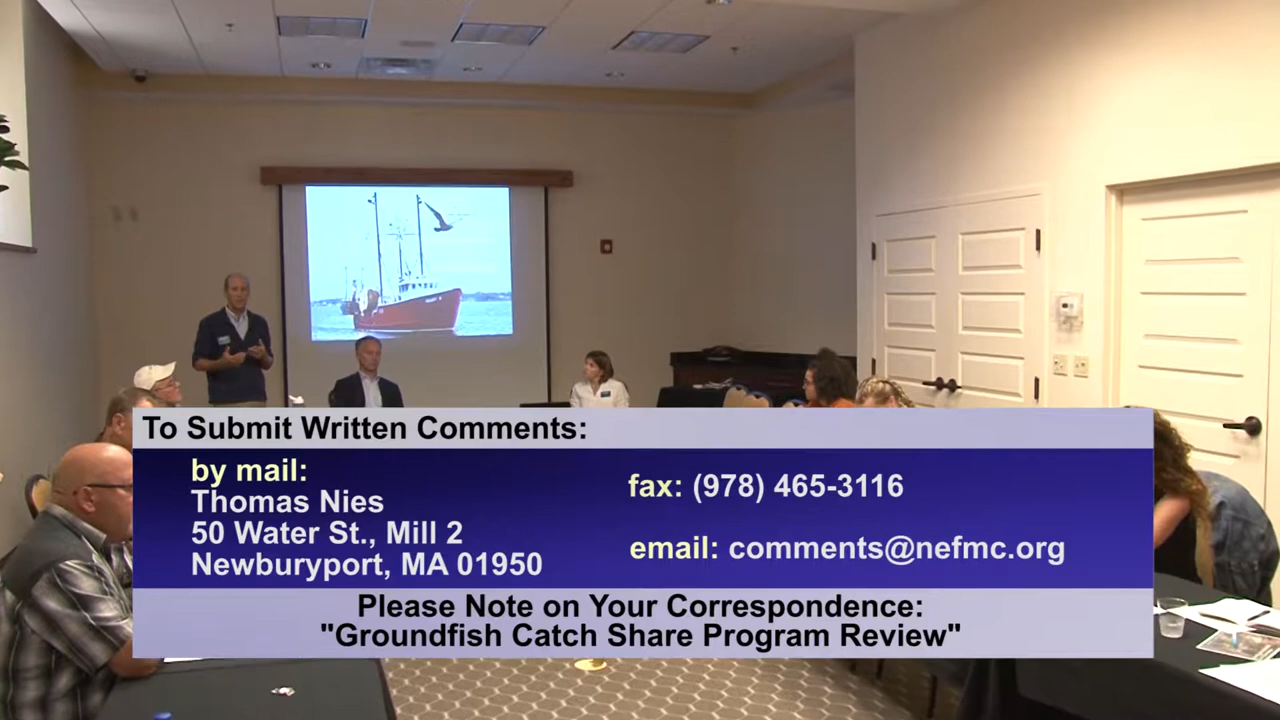 To Submit Written Comments:
by mail:
Thomas Nies
50 Water St., Mill 2
Newburyport, MA 01950
fax: (978) 465-3116
email: comments@nefmc.org
Please Note on Your Correspondence:
"Groundfish Catch Share Program Review"